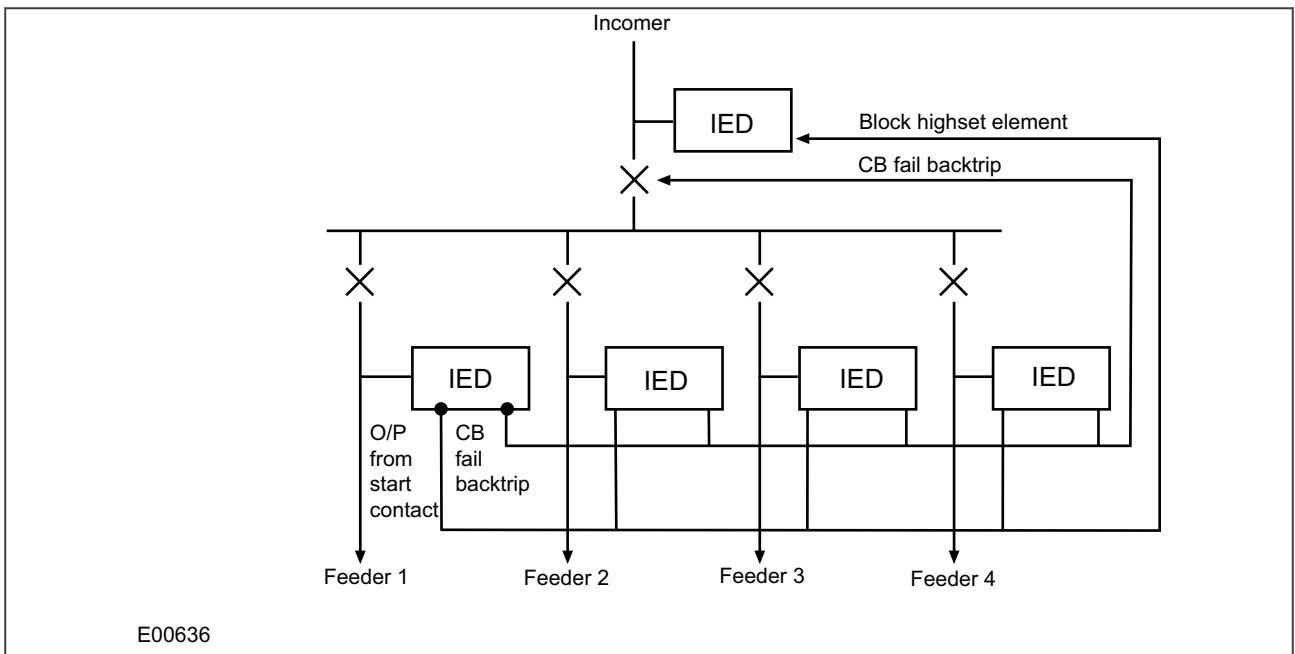 Incomer
IED
Block highset element
CB fail backtrip
IED
IED
IED
IED
O/P
from
start
contact
CB
fail
backtrip
Feeder 1
Feeder 2
Feeder 3
Feeder 4
E00636